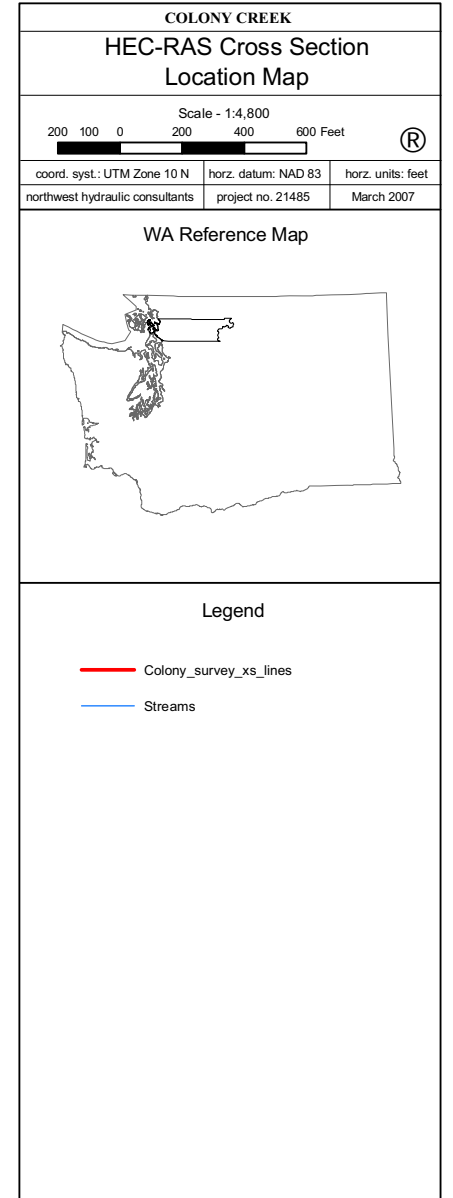 COLONY CREEK
HEC-RAS Cross Section
Location Map
Scale - 1:4,800
200 100 0 200 400 600 Feet
®
coord. syst.: UTM Zone 10 N horz. datum: NAD 83 horz. units: feet
northwest hydraulic consultants project no. 21485 March 2007
WA Reference Map
Legend
Colony_survey_xs_lines
Streams